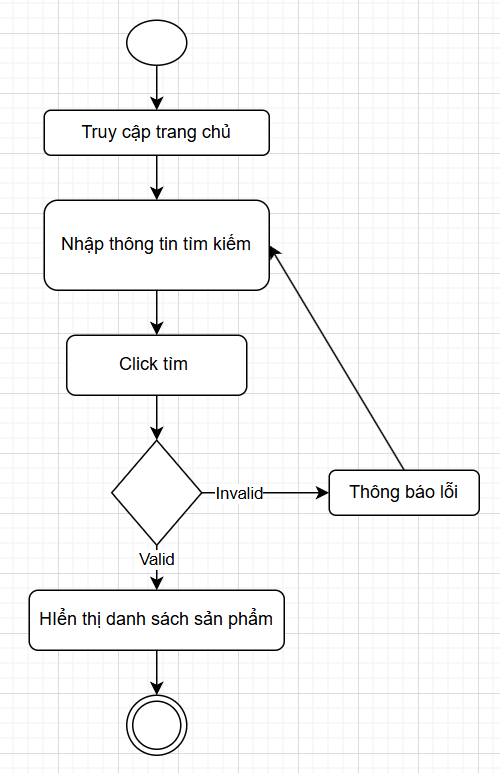 Truy cập trang chủ
Nhập thông tin tìm kiếm
Click tìm
Invalid
Thông báo lỗi
Valid
HIển thị danh sách sản phẩm